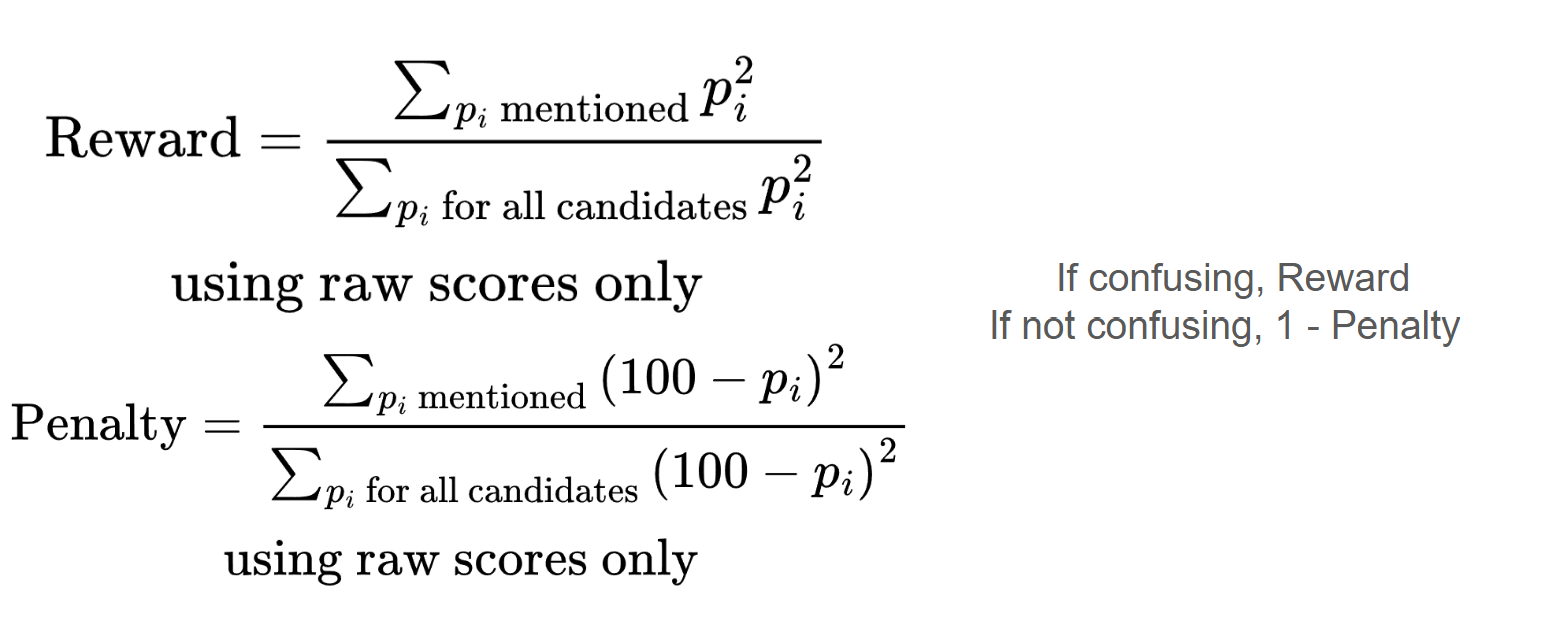 Reward = \frac{\sum_{p_i \text{ mentioned}} p_i^2}{\sum_{p_i \text{ for all candidates}} p_i^2}
using raw scores only
Penalty = \frac{\sum_{p_i \text{ mentioned}} (100 - p_i)^2}{\sum_{p_i \text{ for all candidates}} (100 - p_i)^2}
using raw scores only
If confusing, Reward
If not confusing, 1 - Penalty